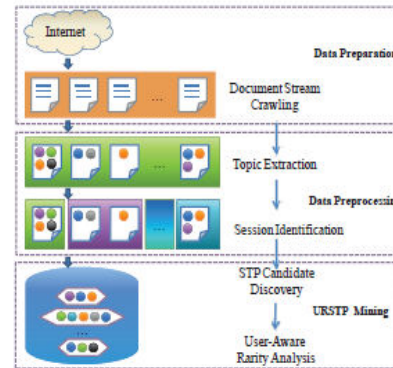 Internet
Data Preparation
Document Stream
Crawling
...
Topic Extraction
...
Data Preprocessing
...
Session Identification
STP Candidate
Discovery
URSTP Mining
...
User-Aware
Rarity Analysis